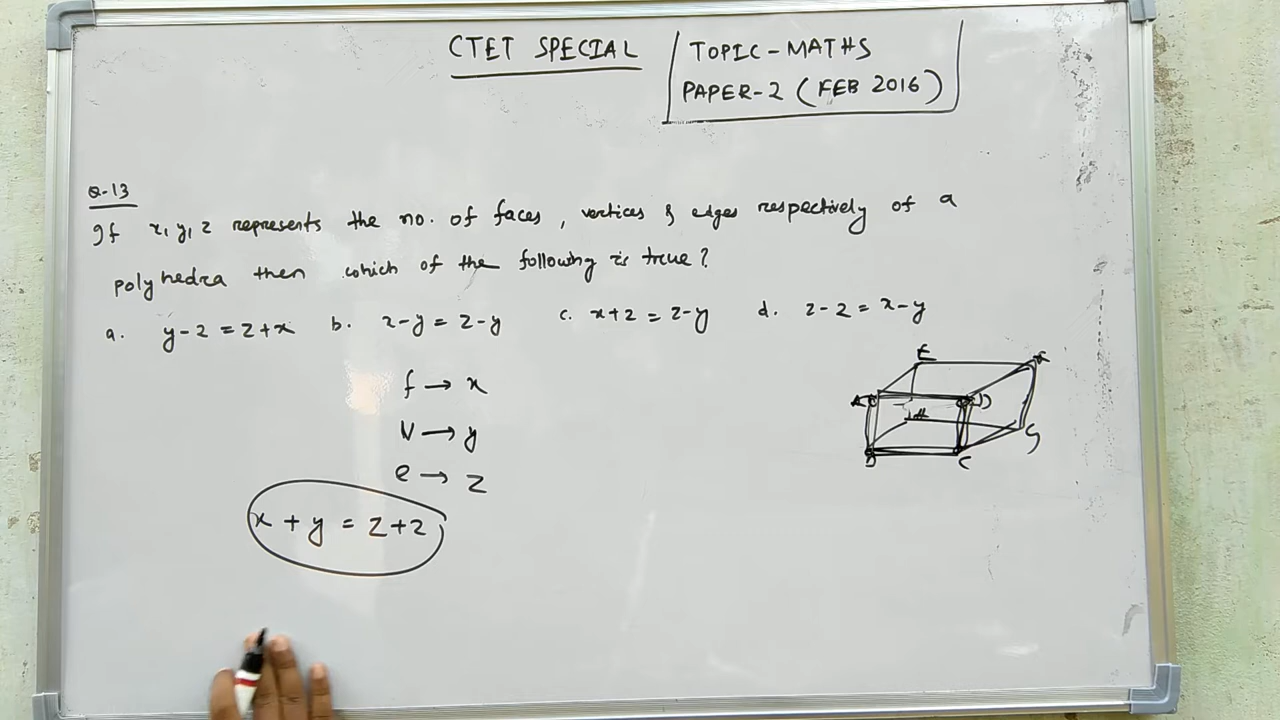 CTET SPECIAL
TOPIC-MATHS
PAPER-2 (FEB 2016)
Q-13
If x, y, z represents the no. of faces, vertices & edges respectively of a
polyhedra then which of the following is true?
a. y-2=z+x b. x-y=z-y c. x+2=z-y d. z-2=x-y
f → x
V → y
e → z
x + y = z+2
E
D
B
C
G